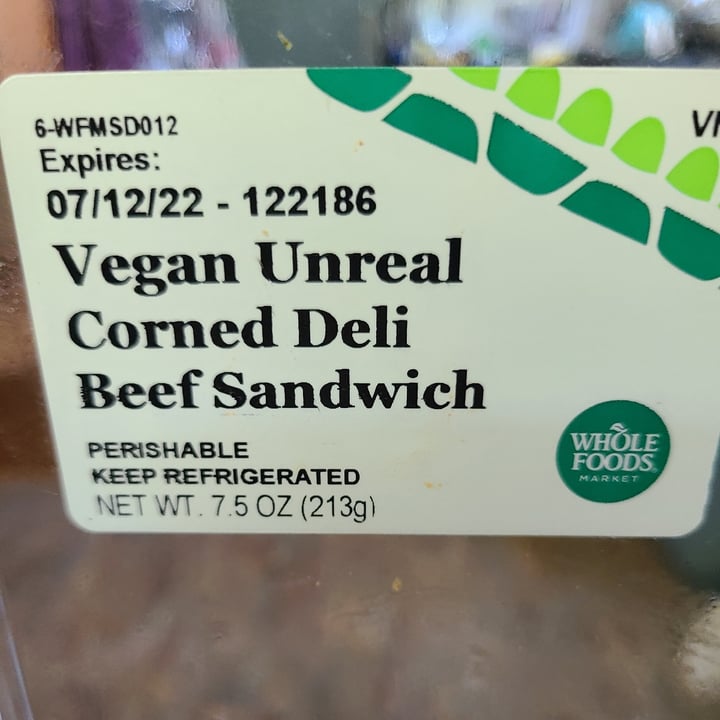 6-WFMSD012
Expires:
07/12/22 - 122186
Vegan Unreal
Corned Deli
Beef Sandwich
PERISHABLE
KEEP REFRIGERATED
NET WT. 7.5 OZ (213g)
WHOLE
FOODS
MARKET